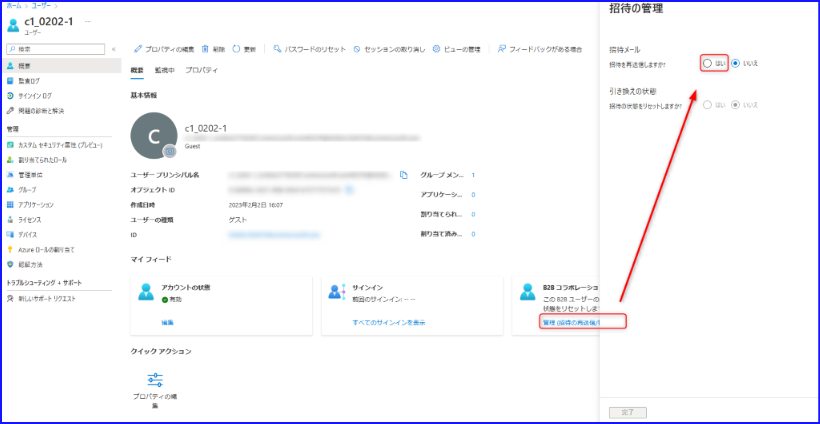 ホーム > ユーザー >
c1_0202-1 …
ユーザー
検索 «
概要
監査ログ
サインイン ログ
問題の診断と解決
管理
カスタム セキュリティ属性 (プレビュー)
割り当てられたロール
管理単位
グループ
アプリケーション
ライセンス
デバイス
Azure ロールの割り当て
認証方法
トラブルシューティング + サポート
新しいサポート リクエスト
プロパティの編集 削除 更新 パスワードのリセット セッションの取り消し ビューの管理 フィードバックがある場合
概要 監視中 プロパティ
基本情報
C
c1_0202-1
Guest
ユーザー プリンシパル名
オブジェクト ID
作成日時 2023年2月2日 16:07
ユーザーの種類 ゲスト
ID
グループ メン... 1
アプリケーシ... 0
割り当てられ... 0
割り当て済み... 0
マイ フィード
アカウントの状態
有効
編集
サインイン
前回のサインイン: -- --
すべてのサインインを表示
B2B コラボレーショ
この B2B ユーザーの
状態をリセットしま
管理 (招待の再送信/
クイック アクション
プロパティの編
集
招待の管理
招待メール
招待を再送信しますか? はい いいえ
引き換えの状態
招待の状態をリセットしますか? はい いいえ
完了